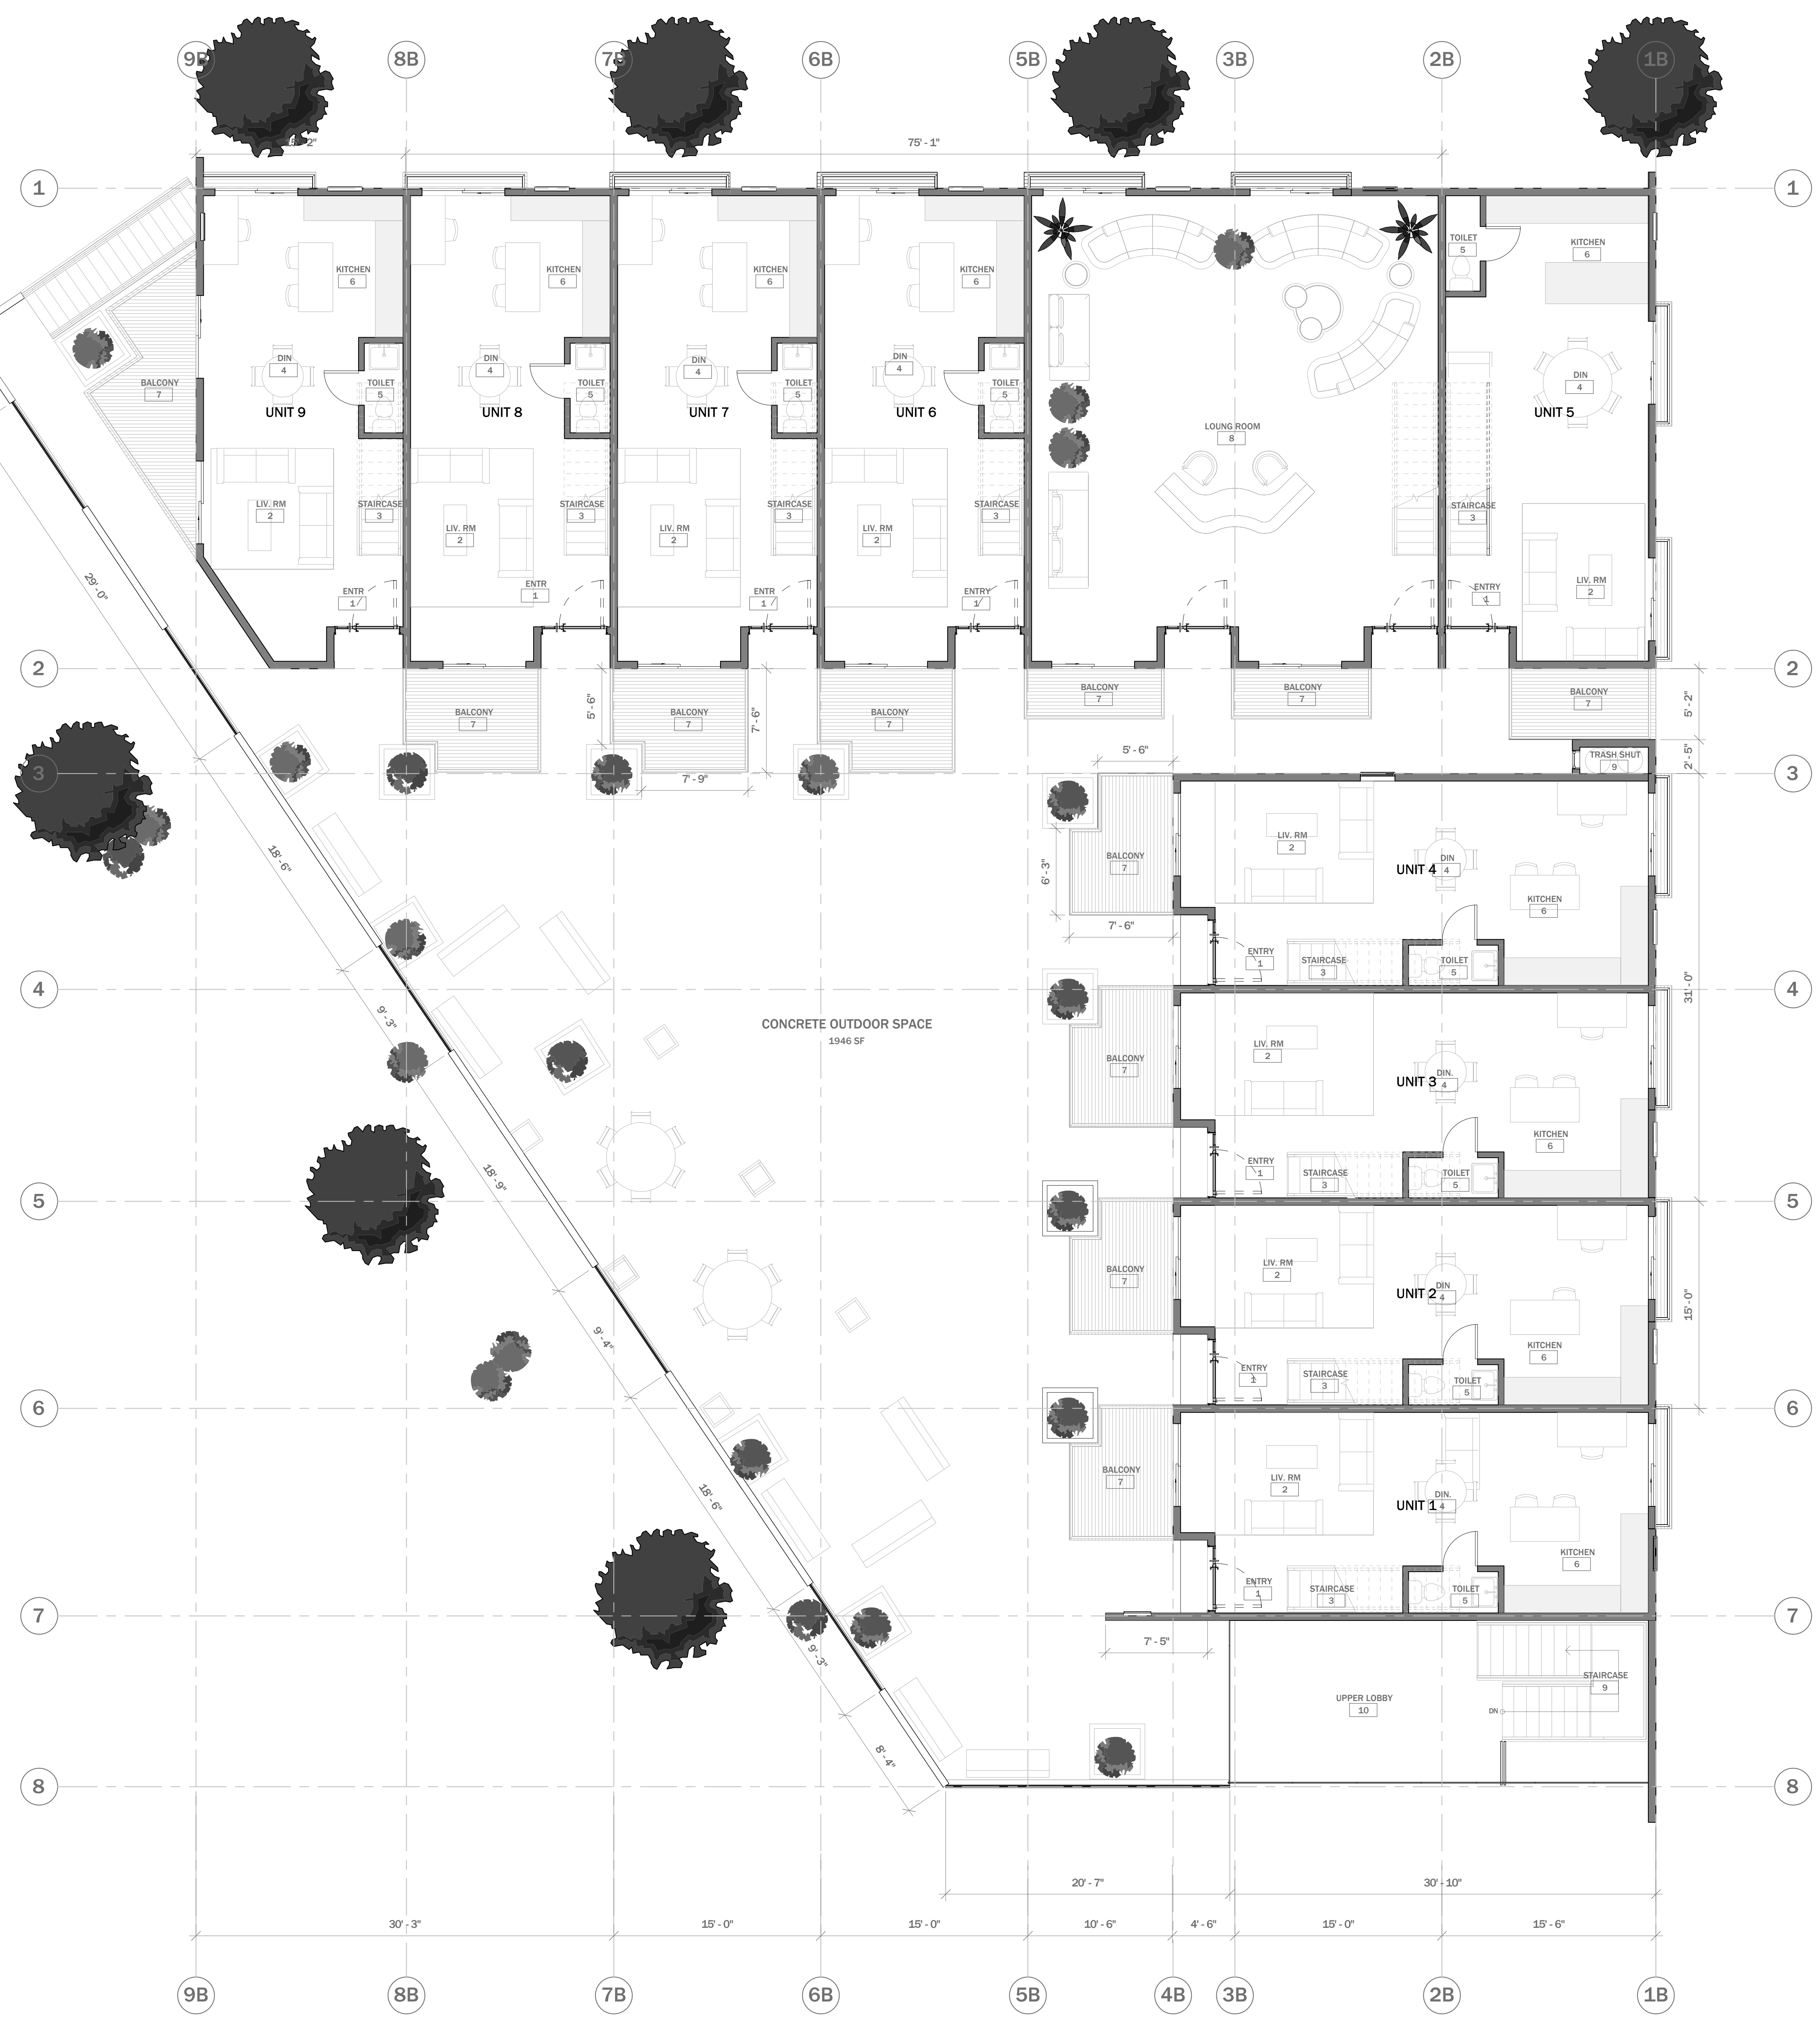 9B 8B 7B 6B 5B 3B 2B 1B
75' - 1"
1 1
KITCHEN
6
KITCHEN
6
KITCHEN
6
KITCHEN
6
TOILET
5
KITCHEN
6
DIN
4
DIN
4
DIN
4
DIN
4
DIN
4
BALCONY
7
TOILET
5
TOILET
5
TOILET
5
TOILET
5
UNIT 9
UNIT 8
UNIT 7
UNIT 6
UNIT 5
LOUNG ROOM
8
LIV. RM
2
STAIRCASE
3
LIV. RM
2
STAIRCASE
3
LIV. RM
2
STAIRCASE
3
LIV. RM
2
STAIRCASE
3
STAIRCASE
3
LIV. RM
2
29' - 0"
ENTR
1
ENTR
1
ENTR
1
ENTRY
1
ENTRY
1
2 2
BALCONY
7
5' - 6"
BALCONY
7
7' - 6"
BALCONY
7
BALCONY
7
BALCONY
7
BALCONY
7
5' - 2"
5' - 6"
TRASH SHUT
9
2' - 5"
3 3
7' - 9"
18' - 6"
6' - 3"
BALCONY
7
LIV. RM
2
DIN
4
UNIT 4
KITCHEN
6
7' - 6"
ENTRY
1
STAIRCASE
3
TOILET
5
31' - 0"
4 4
9' - 3"
CONCRETE OUTDOOR SPACE
1946 SF
BALCONY
7
LIV. RM
2
DIN.
4
UNIT 3
KITCHEN
6
ENTRY
1
STAIRCASE
3
TOILET
5
18' - 9"
5 5
BALCONY
7
LIV. RM
2
DIN
4
UNIT 2
15' - 0"
9' - 4"
KITCHEN
6
ENTRY
1
STAIRCASE
3
TOILET
5
6 6
BALCONY
7
LIV. RM
2
DIN.
4
UNIT 1
18' - 6"
KITCHEN
6
ENTRY
1
STAIRCASE
3
TOILET
5
7 7
9' - 3"
7' - 5"
STAIRCASE
9
UPPER LOBBY
10
DN
8' - 4"
8 8
20' - 7" 30' - 10"
30' - 3" 15' - 0" 15' - 0" 10' - 6" 4' - 6" 15' - 0" 15' - 6"
9B 8B 7B 6B 5B 4B 3B 2B 1B